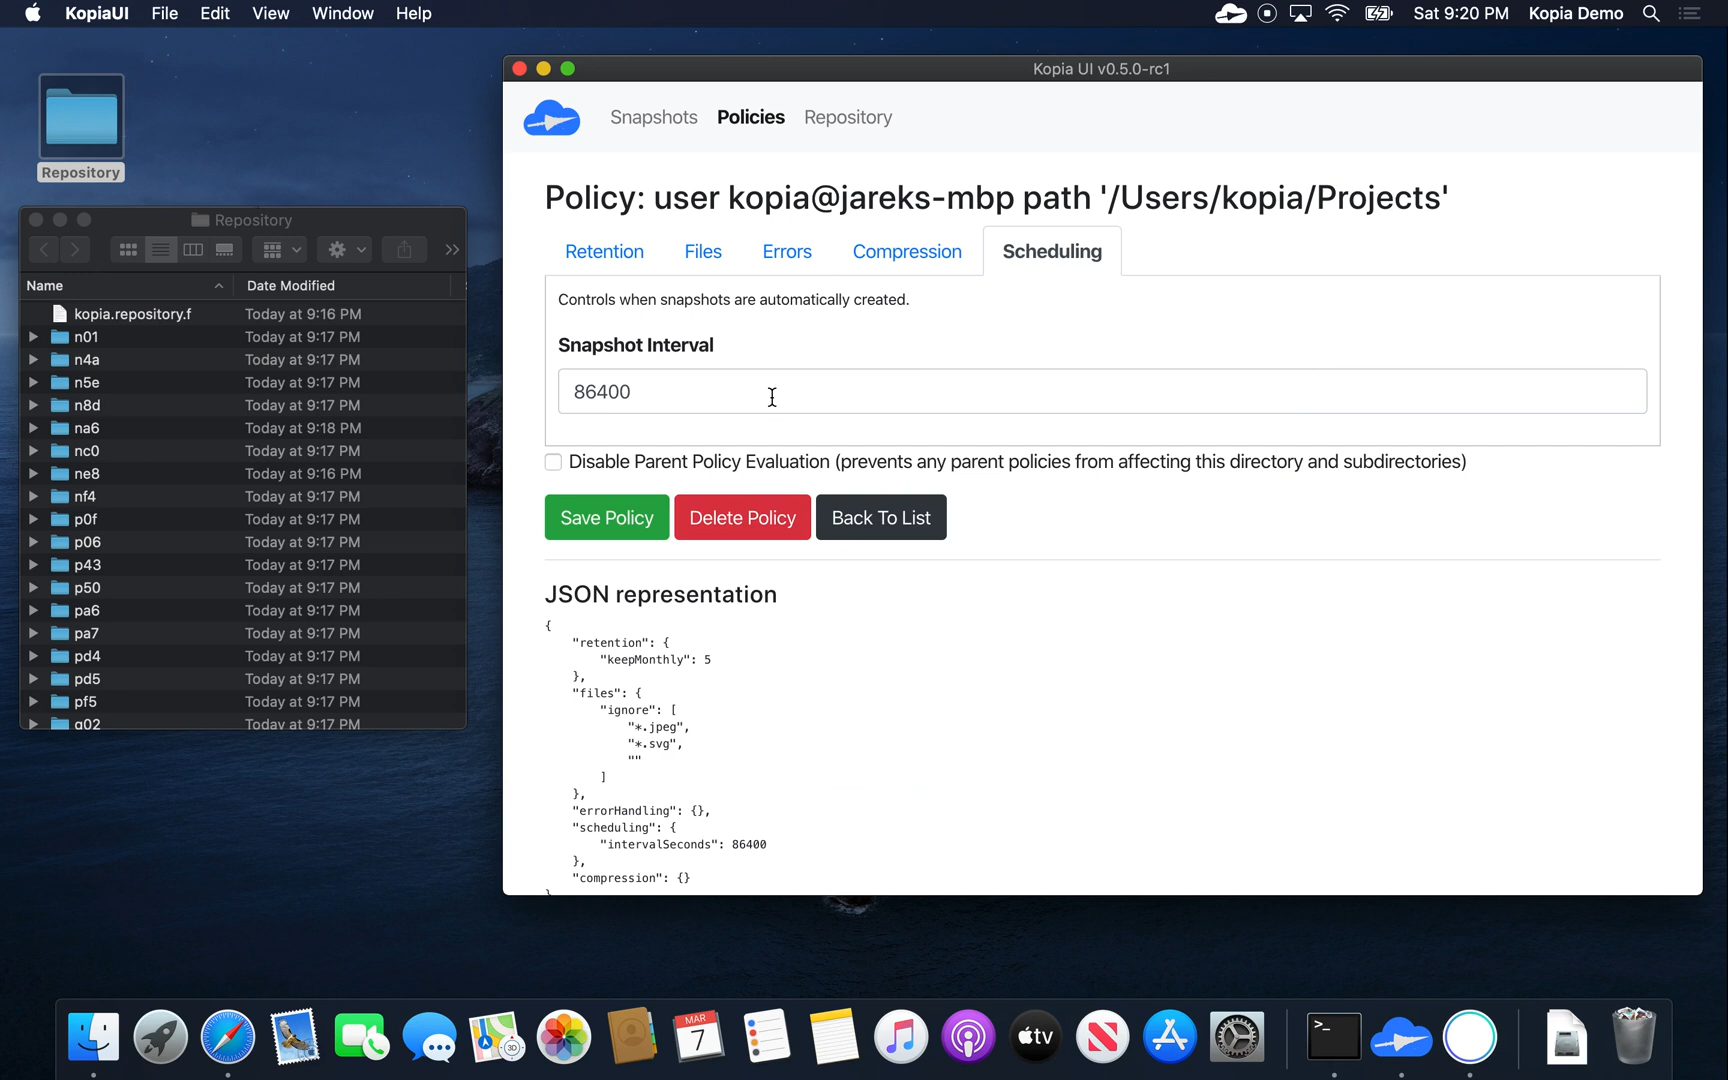 KopiaUI File Edit View Window Help
Sat 9:20 PM Kopia Demo
Repository
Repository
Name Date Modified
kopia.repository.f Today at 9:16 PM
n01 Today at 9:17 PM
n4a Today at 9:17 PM
n5e Today at 9:17 PM
n8d Today at 9:17 PM
na6 Today at 9:18 PM
nc0 Today at 9:17 PM
ne8 Today at 9:16 PM
nf4 Today at 9:17 PM
p0f Today at 9:17 PM
p06 Today at 9:17 PM
p43 Today at 9:17 PM
p50 Today at 9:17 PM
pa6 Today at 9:17 PM
pa7 Today at 9:17 PM
pd4 Today at 9:17 PM
pd5 Today at 9:17 PM
pf5 Today at 9:17 PM
q02 Today at 9:17 PM
Kopia UI v0.5.0-rc1
Snapshots Policies Repository
Policy: user kopia@jareks-mbp path '/Users/kopia/Projects'
Retention Files Errors Compression Scheduling
Controls when snapshots are automatically created.
Snapshot Interval
86400
Disable Parent Policy Evaluation (prevents any parent policies from affecting this directory and subdirectories)
Save Policy Delete Policy Back To List
JSON representation
{
"retention": {
"keepMonthly": 5
},
"files": {
"ignore": [
"*.jpeg",
"*.svg",
""
]
},
"errorHandling": {},
"scheduling": {
"intervalSeconds": 86400
},
"compression": {}
}
3D
MAR
7
tv
>_